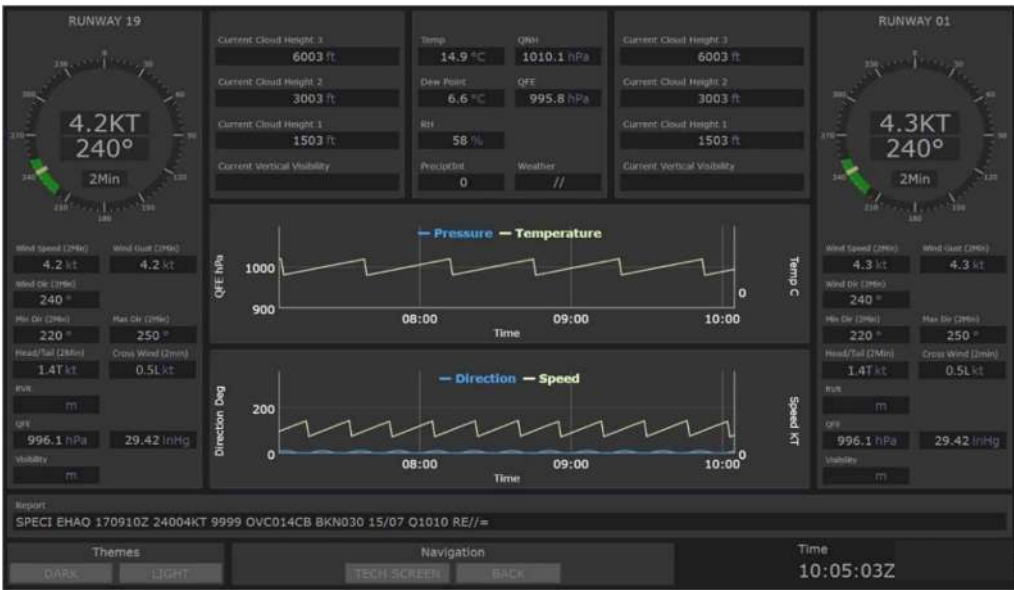 RUNWAY 19
4.2KT
240°
2Min
Wind Speed (2Min) Wind Gust (2Min)
4.2 kt 4.2 kt
Wind Dir (2Min)
240 °
Min Dir (2Min) Max Dir (2Min)
220 ° 250 °
Head/Tail (2Min) Cross Wind (2min)
1.4T kt 0.5L kt
RVR
m
QFE
996.1 hPa 29.42 InHg
Visibility
m
Current Cloud Height 3
6003 ft
Current Cloud Height 2
3003 ft
Current Cloud Height 1
1503 ft
Current Vertical Visibility
Temp QNH
14.9 °C 1010.1 hPa
Dew Point QFE
6.6 °C 995.8 hPa
RH
58 %
PreciptInt Weather
0 //
Current Cloud Height 3
6003 ft
Current Cloud Height 2
3003 ft
Current Cloud Height 1
1503 ft
Current Vertical Visibility
Pressure Temperature
QFE hPa
1000
900
Temp C
0
08:00 09:00 10:00
Time
Direction Speed
Direction Deg
200
0
Speed KT
0
08:00 09:00 10:00
Time
RUNWAY 01
4.3KT
240°
2Min
Wind Speed (2Min) Wind Gust (2Min)
4.3 kt 4.3 kt
Wind Dir (2Min)
240 °
Min Dir (2Min) Max Dir (2Min)
220 ° 250 °
Head/Tail (2Min) Cross Wind (2min)
1.4T kt 0.5L kt
RVR
m
QFE
996.1 hPa 29.42 InHg
Visibility
m
Report
SPECI EHAQ 170910Z 24004KT 9999 OVC014CB BKN030 15/07 Q1010 RE//=
Themes
DARK LIGHT
Navigation
TECH SCREEN BACK
Time
10:05:03Z